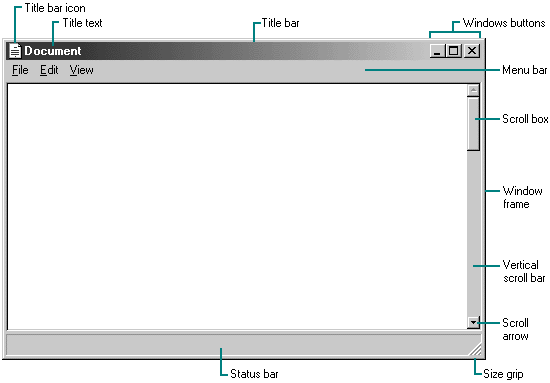 Title bar icon
Title text
Title bar
Windows buttons
Document
File Edit View
Menu bar
Scroll box
Window
frame
Vertical
scroll bar
Scroll
arrow
Status bar
Size grip